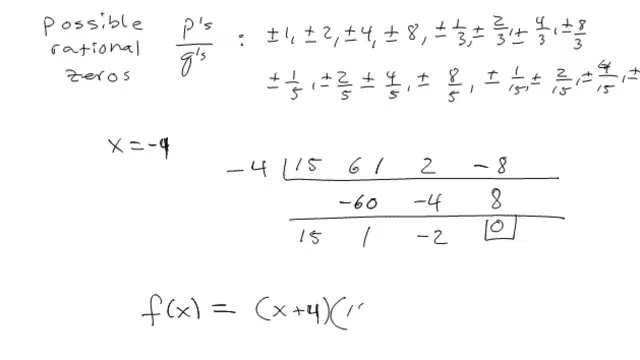 possible p's : ±1, ±2, ±4, ±8, ±1/3, ±2/3, ±4/3, ±8/3
rational q's
zeros ±1/5, ±2/5 ±4/5, ±8/5, ±1/15, ±2/15, ±4/15, ±
x=-4
-4 | 15 61 2 -8
-60 -4 8
15 1 -2 0
f(x) = (x+4)(1